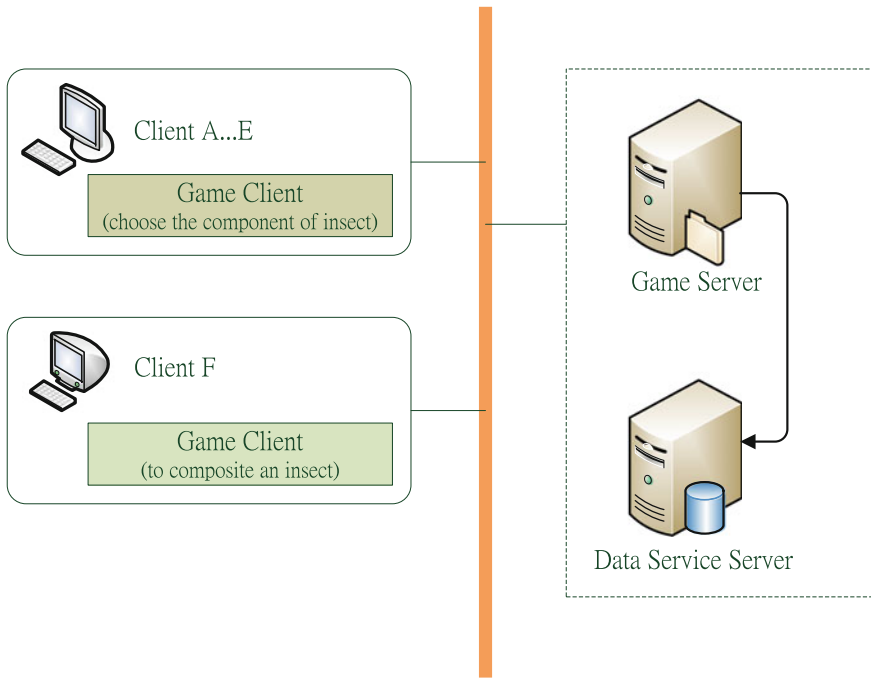 Client A...E
Game Client
(choose the component of insect)
Client F
Game Client
(to composite an insect)
Game Server
Data Service Server